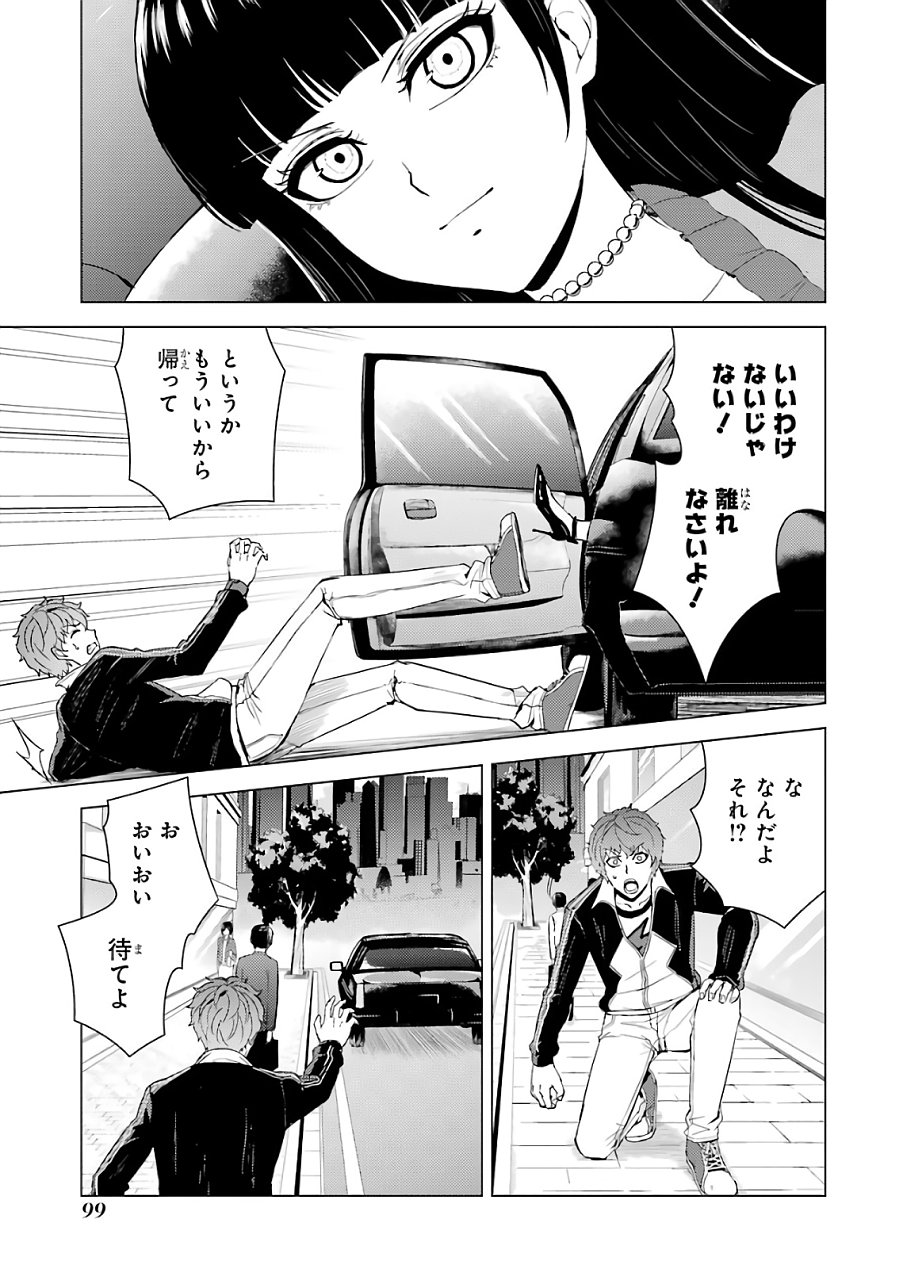 いいわけ
ないじゃ
ない!
離れ
なさいよ!
というか
もういいから
帰って
な
なんだよ
それ!?
お
おいおい
待てよ
99